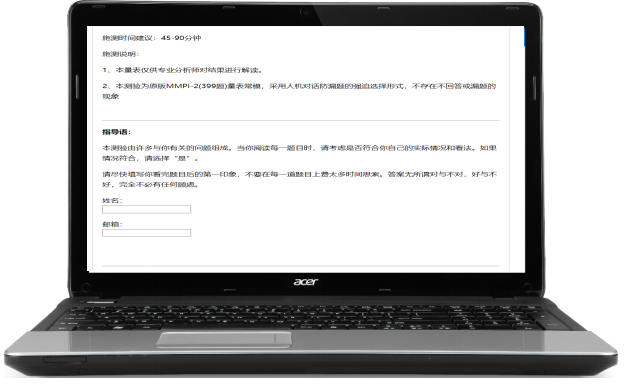 施测时间建议：45-90分钟
施测说明：
1、本量表仅供专业分析师对结果进行解读。
2、本测验为原版MMPI-2(399题)量表常模，采用人机对话防漏题的强迫选择形式，不存在不回答或漏题的
现象
指导语：
本测验由许多与你有关的问题组成。当你阅读每一题目时，请考虑是否符合你自己的实际情况和看法。如果
情况符合，请选择“是”。
请尽快填写你看完题目后的第一印象，不要在每一道题目上费太多时间思索。答案无所谓对与不对，好与不
好，完全不必有任何顾虑。
姓名：
邮箱：
acer